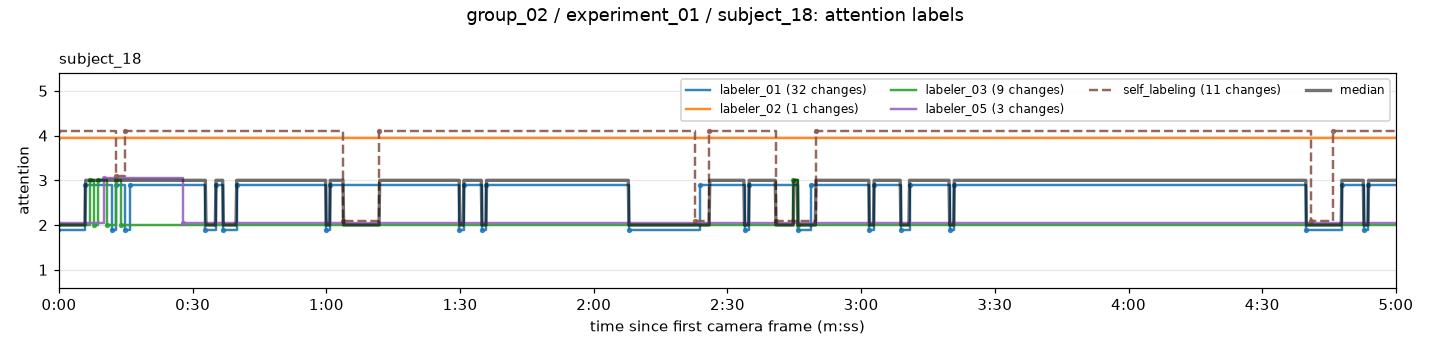 group_02 / experiment_01 / subject_18: attention labels
subject_18
labeler_01 (32 changes)
labeler_02 (1 changes)
labeler_03 (9 changes)
labeler_05 (3 changes)
self_labeling (11 changes)
median
attention
5
4
3
2
1
0:00 0:30 1:00 1:30 2:00 2:30 3:00 3:30 4:00 4:30 5:00
time since first camera frame (m:ss)